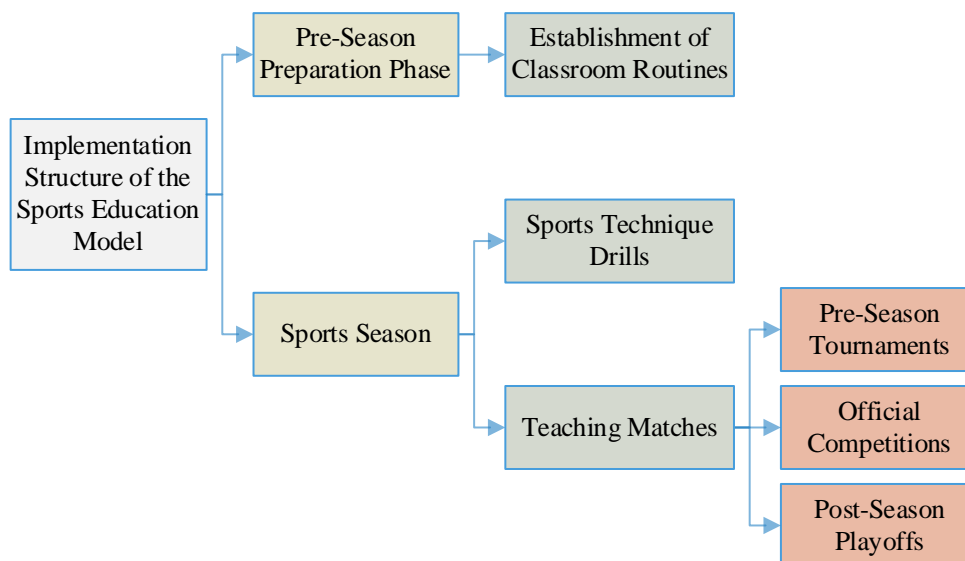 Pre-Season
Preparation Phase
Establishment of
Classroom Routines
Implementation
Structure of the
Sports Education
Model
Sports Technique
Drills
Sports Season
Pre-Season
Tournaments
Teaching Matches
Official
Competitions
Post-Season
Playoffs